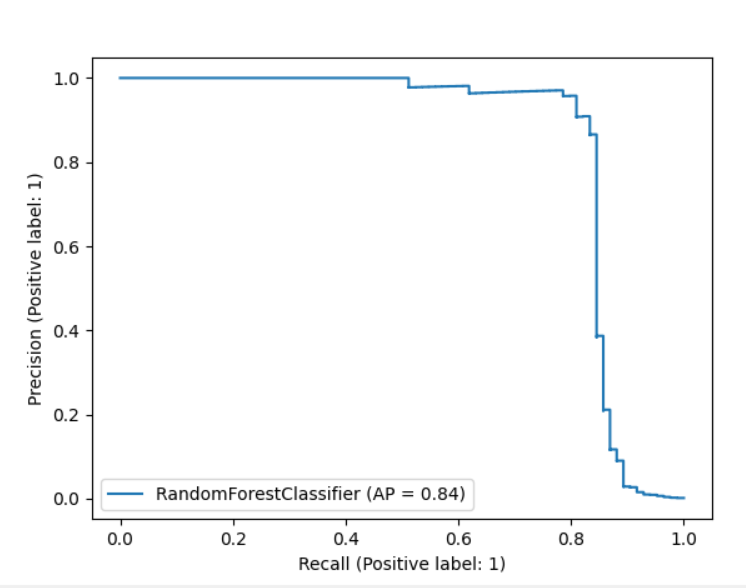 1.0
0.8
0.6
0.4
0.2
0.0
Precision (Positive label: 1)
RandomForestClassifier (AP = 0.84)
0.0 0.2 0.4 0.6 0.8 1.0
Recall (Positive label: 1)